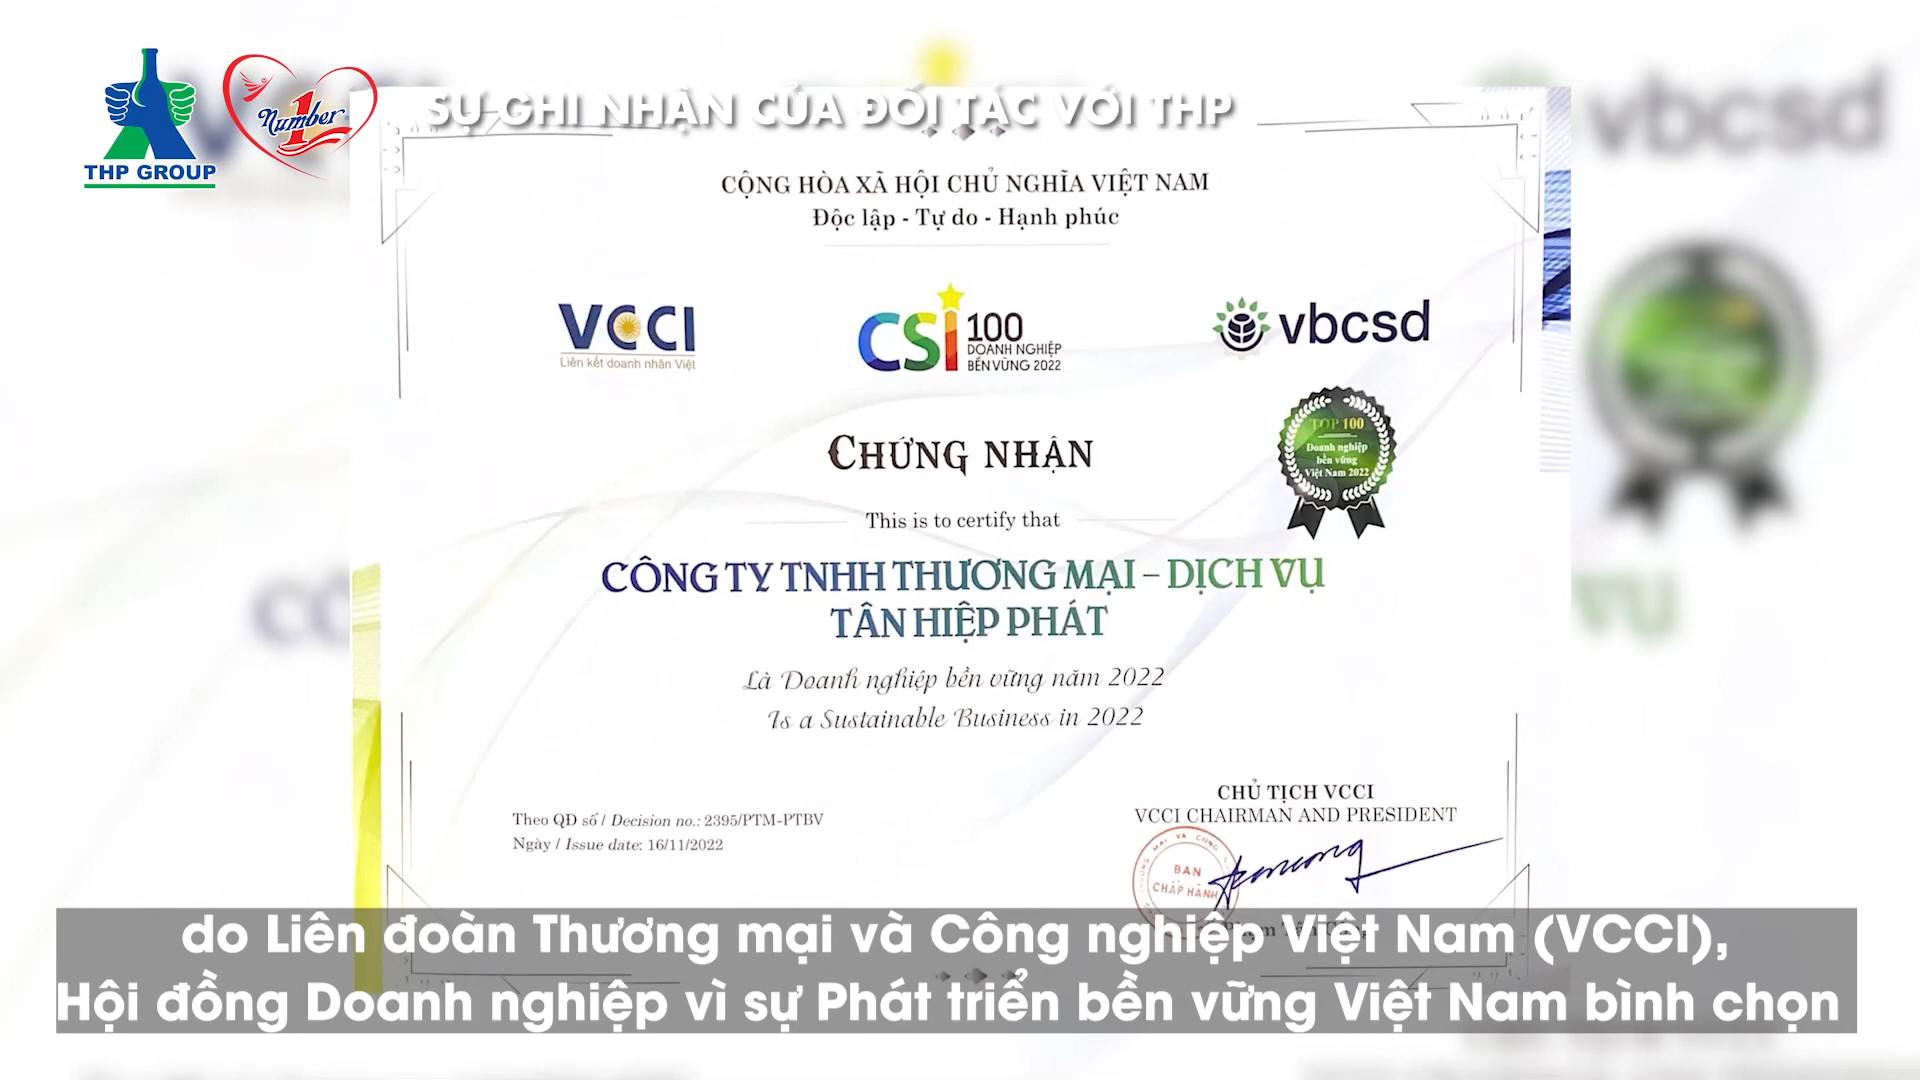 THP GROUP
Number 1
SỰ GHI NHẬN CỦA ĐỐI TÁC VỚI THP
CỘNG HÒA XÃ HỘI CHỦ NGHĨA VIỆT NAM
Độc lập - Tự do - Hạnh phúc
VCCI
Liên kết doanh nhân Việt
CSI 100
DOANH NGHIỆP
BỀN VỮNG 2022
vbcsd
vbcsd
TOP 100
Doanh nghiệp
bền vững
Việt Nam 2022
CHỨNG NHẬN
This is to certify that
CÔNG TY TNHH THƯƠNG MẠI – DỊCH VỤ
TÂN HIỆP PHÁT
Là Doanh nghiệp bền vững năm 2022
Is a Sustainable Business in 2022
Theo QĐ số / Decision no.: 2395/PTM-PTBV
Ngày / Issue date: 16/11/2022
CHỦ TỊCH VCCI
VCCI CHAIRMAN AND PRESIDENT
BAN
CHẤP HÀNH
do Liên đoàn Thương mại và Công nghiệp Việt Nam (VCCI),
Hội đồng Doanh nghiệp vì sự Phát triển bền vững Việt Nam bình chọn